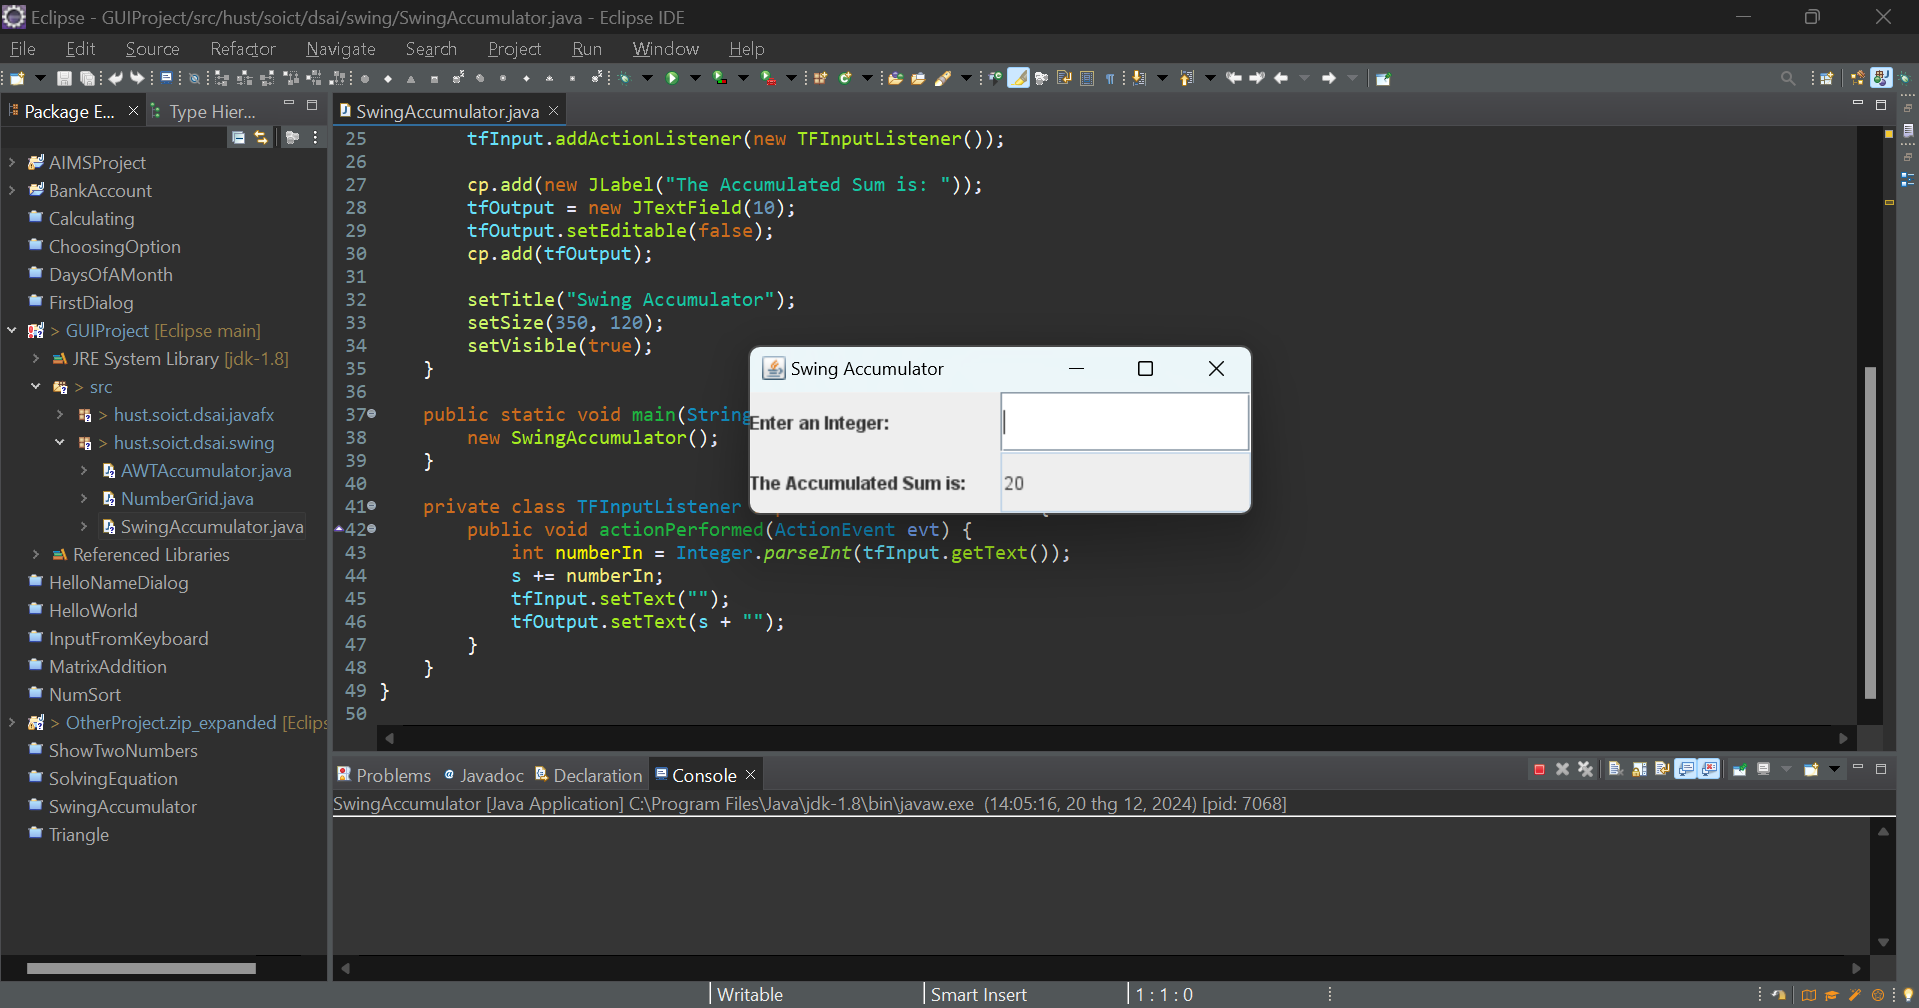 Eclipse - GUIProject/src/hust/soict/dsai/swing/SwingAccumulator.java - Eclipse IDE
File Edit Source Refactor Navigate Search Project Run Window Help
Package E... Type Hier...
AIMSProject
BankAccount
Calculating
ChoosingOption
DaysOfAMonth
FirstDialog
> GUIProject [Eclipse main]
JRE System Library [jdk-1.8]
> src
> hust.soict.dsai.javafx
> hust.soict.dsai.swing
AWTAccumulator.java
NumberGrid.java
SwingAccumulator.java
Referenced Libraries
HelloNameDialog
HelloWorld
InputFromKeyboard
MatrixAddition
NumSort
> OtherProject.zip_expanded [Eclips
ShowTwoNumbers
SolvingEquation
SwingAccumulator
Triangle
SwingAccumulator.java
25 tfInput.addActionListener(new TFInputListener());
26
27 cp.add(new JLabel("The Accumulated Sum is: "));
28 tfOutput = new JTextField(10);
29 tfOutput.setEditable(false);
30 cp.add(tfOutput);
31
32 setTitle("Swing Accumulator");
33 setSize(350, 120);
34 setVisible(true);
35 }
36
37 public static void main(String
38 new SwingAccumulator();
39 }
40
41 private class TFInputListener
42 public void actionPerformed(ActionEvent evt) {
43 int numberIn = Integer.parseInt(tfInput.getText());
44 s += numberIn;
45 tfInput.setText("");
46 tfOutput.setText(s + "");
47 }
48 }
49 }
50
Swing Accumulator
Enter an Integer:
The Accumulated Sum is: 20
Problems Javadoc Declaration Console
SwingAccumulator [Java Application] C:\Program Files\Java\jdk-1.8\bin\javaw.exe (14:05:16, 20 thg 12, 2024) [pid: 7068]
Writable Smart Insert 1 : 1 : 0